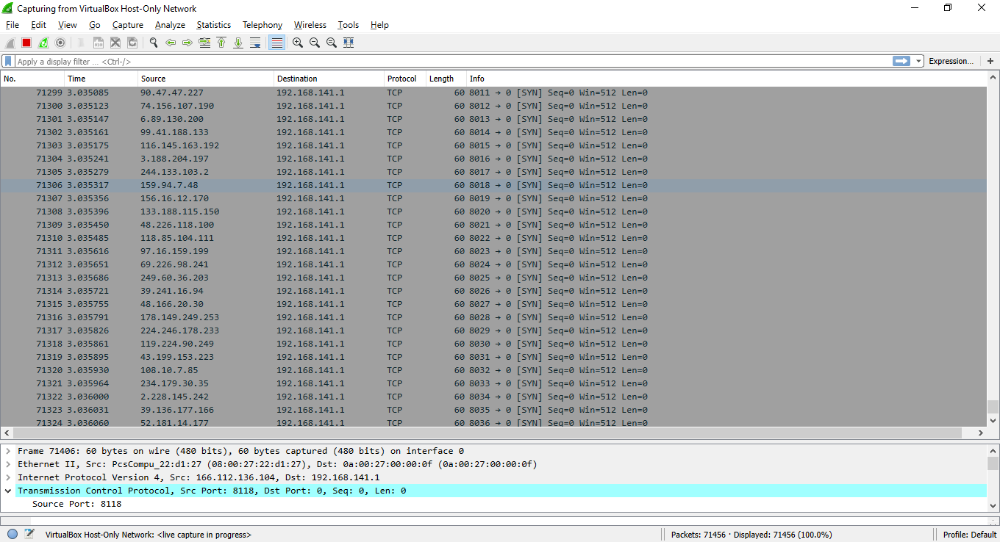 Capturing from VirtualBox Host-Only Network
File Edit View Go Capture Analyze Statistics Telephony Wireless Tools Help
Apply a display filter ... <Ctrl-/> Expression... +
No. Time Source Destination Protocol Length Info
71299 3.035085 90.47.47.227 192.168.141.1 TCP 60 8011 → 0 [SYN] Seq=0 Win=512 Len=0
71300 3.035123 74.156.107.190 192.168.141.1 TCP 60 8012 → 0 [SYN] Seq=0 Win=512 Len=0
71301 3.035147 6.89.130.200 192.168.141.1 TCP 60 8013 → 0 [SYN] Seq=0 Win=512 Len=0
71302 3.035161 99.41.188.133 192.168.141.1 TCP 60 8014 → 0 [SYN] Seq=0 Win=512 Len=0
71303 3.035175 116.145.163.192 192.168.141.1 TCP 60 8015 → 0 [SYN] Seq=0 Win=512 Len=0
71304 3.035241 3.188.204.197 192.168.141.1 TCP 60 8016 → 0 [SYN] Seq=0 Win=512 Len=0
71305 3.035279 244.133.103.2 192.168.141.1 TCP 60 8017 → 0 [SYN] Seq=0 Win=512 Len=0
71306 3.035317 159.94.7.48 192.168.141.1 TCP 60 8018 → 0 [SYN] Seq=0 Win=512 Len=0
71307 3.035356 156.16.12.170 192.168.141.1 TCP 60 8019 → 0 [SYN] Seq=0 Win=512 Len=0
71308 3.035396 133.188.115.150 192.168.141.1 TCP 60 8020 → 0 [SYN] Seq=0 Win=512 Len=0
71309 3.035450 48.226.118.100 192.168.141.1 TCP 60 8021 → 0 [SYN] Seq=0 Win=512 Len=0
71310 3.035485 118.85.104.111 192.168.141.1 TCP 60 8022 → 0 [SYN] Seq=0 Win=512 Len=0
71311 3.035616 97.16.159.199 192.168.141.1 TCP 60 8023 → 0 [SYN] Seq=0 Win=512 Len=0
71312 3.035651 69.226.98.241 192.168.141.1 TCP 60 8024 → 0 [SYN] Seq=0 Win=512 Len=0
71313 3.035686 249.60.36.203 192.168.141.1 TCP 60 8025 → 0 [SYN] Seq=0 Win=512 Len=0
71314 3.035721 39.241.16.94 192.168.141.1 TCP 60 8026 → 0 [SYN] Seq=0 Win=512 Len=0
71315 3.035755 48.166.20.30 192.168.141.1 TCP 60 8027 → 0 [SYN] Seq=0 Win=512 Len=0
71316 3.035791 178.149.249.253 192.168.141.1 TCP 60 8028 → 0 [SYN] Seq=0 Win=512 Len=0
71317 3.035826 224.246.178.233 192.168.141.1 TCP 60 8029 → 0 [SYN] Seq=0 Win=512 Len=0
71318 3.035861 119.224.90.249 192.168.141.1 TCP 60 8030 → 0 [SYN] Seq=0 Win=512 Len=0
71319 3.035895 43.199.153.223 192.168.141.1 TCP 60 8031 → 0 [SYN] Seq=0 Win=512 Len=0
71320 3.035930 108.10.7.85 192.168.141.1 TCP 60 8032 → 0 [SYN] Seq=0 Win=512 Len=0
71321 3.035964 234.179.30.35 192.168.141.1 TCP 60 8033 → 0 [SYN] Seq=0 Win=512 Len=0
71322 3.036000 2.228.145.242 192.168.141.1 TCP 60 8034 → 0 [SYN] Seq=0 Win=512 Len=0
71323 3.036031 39.136.177.166 192.168.141.1 TCP 60 8035 → 0 [SYN] Seq=0 Win=512 Len=0
71324 3.036060 52.181.14.177 192.168.141.1 TCP 60 8036 → 0 [SYN] Seq=0 Win=512 Len=0
Frame 71406: 60 bytes on wire (480 bits), 60 bytes captured (480 bits) on interface 0
Ethernet II, Src: PcsCompu_22:d1:27 (08:00:27:22:d1:27), Dst: 0a:00:27:00:00:0f (0a:00:27:00:00:0f)
Internet Protocol Version 4, Src: 166.112.136.104, Dst: 192.168.141.1
Transmission Control Protocol, Src Port: 8118, Dst Port: 0, Seq: 0, Len: 0
Source Port: 8118
VirtualBox Host-Only Network: <live capture in progress> Packets: 71456 · Displayed: 71456 (100.0%) Profile: Default